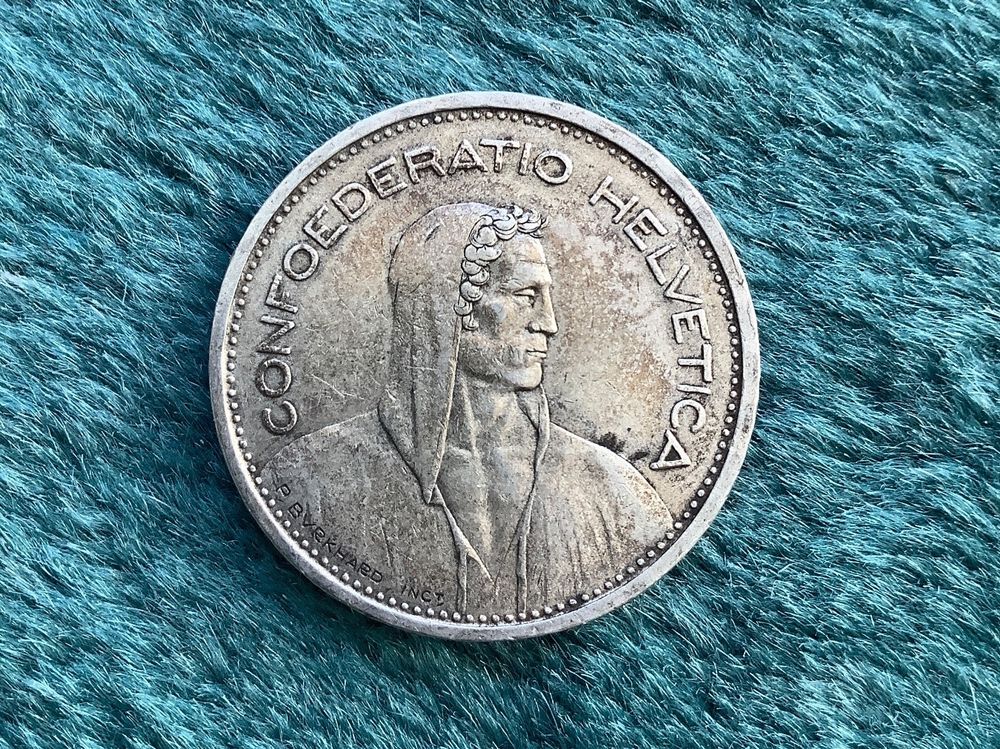 CONFOEDERATIO HELVETICA
P BVRKHARD INCT